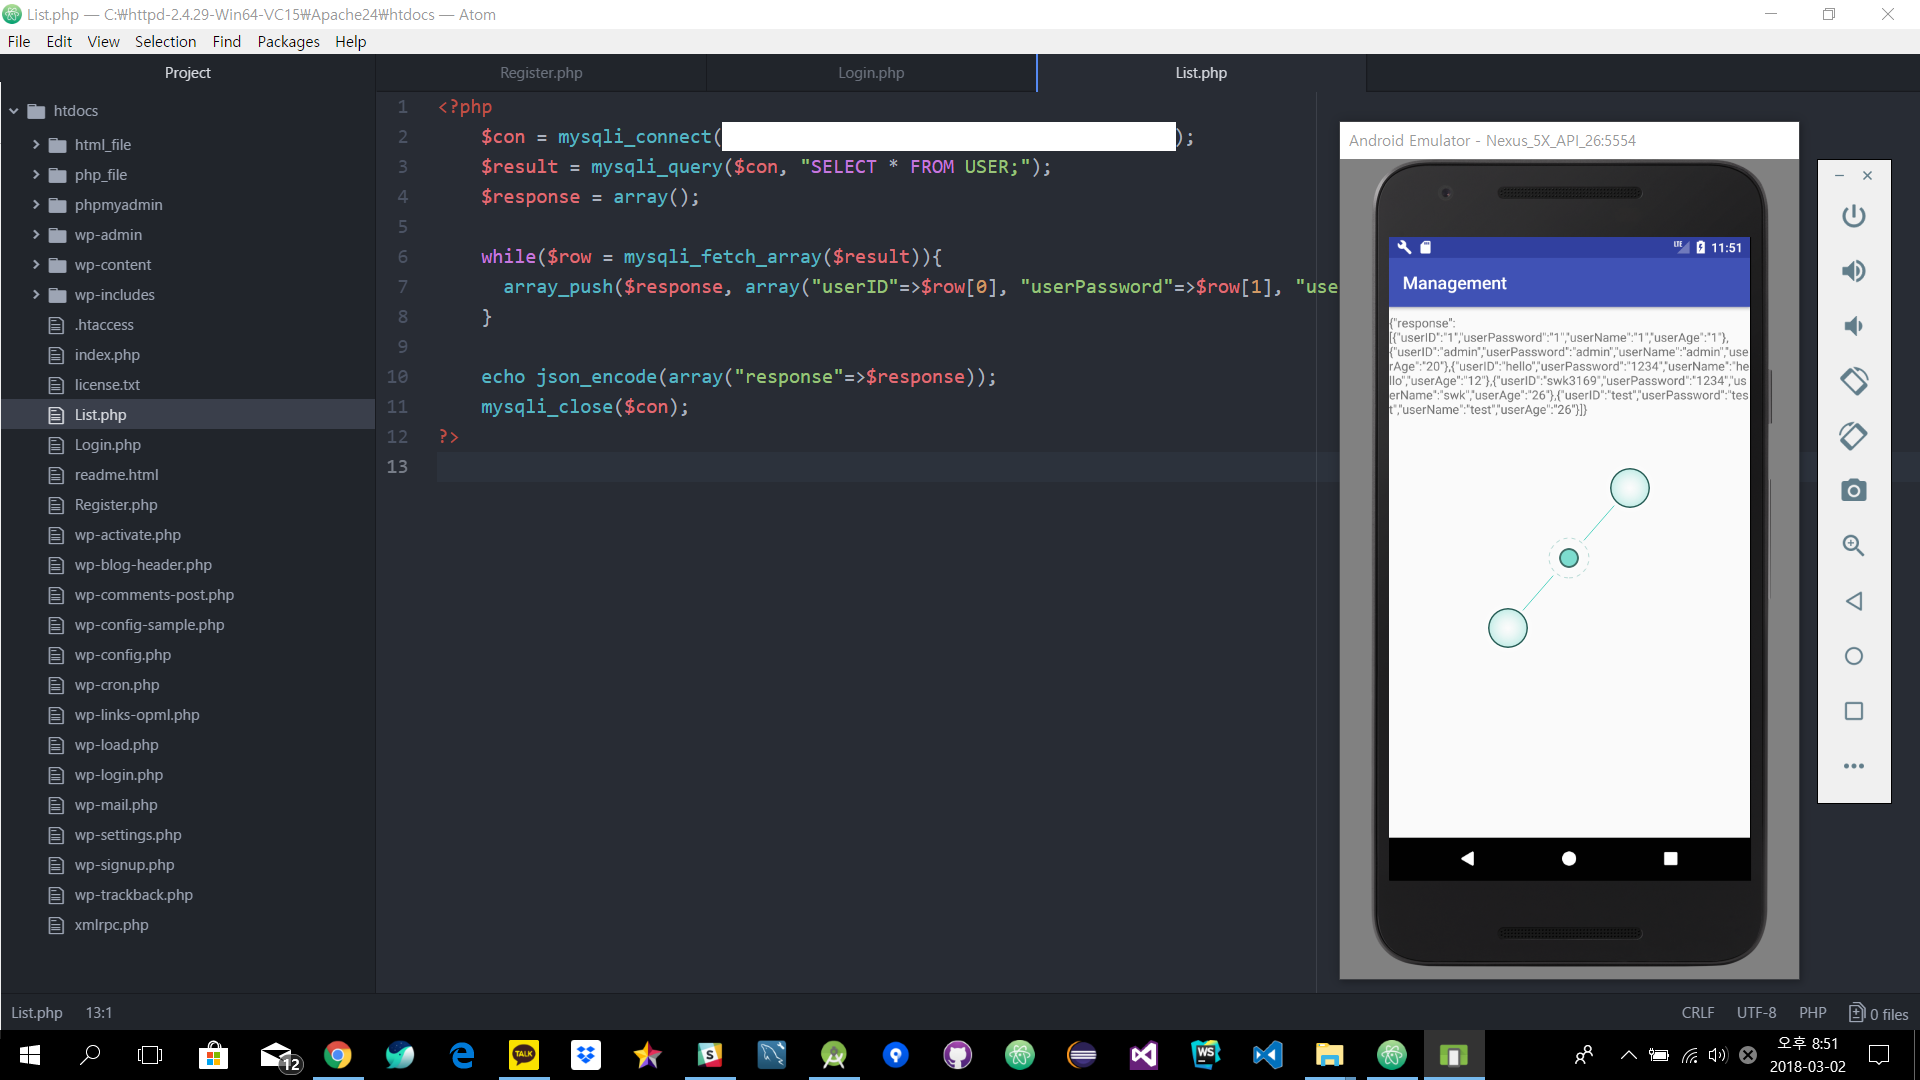 List.php — C:₩httpd-2.4.29-Win64-VC15₩Apache24₩htdocs — Atom
File Edit View Selection Find Packages Help
Project
htdocs
html_file
php_file
phpmyadmin
wp-admin
wp-content
wp-includes
.htaccess
index.php
license.txt
List.php
Login.php
readme.html
Register.php
wp-activate.php
wp-blog-header.php
wp-comments-post.php
wp-config-sample.php
wp-config.php
wp-cron.php
wp-links-opml.php
wp-load.php
wp-login.php
wp-mail.php
wp-settings.php
wp-signup.php
wp-trackback.php
xmlrpc.php
Register.php Login.php List.php
1 <?php
2 $con = mysqli_connect( );
3 $result = mysqli_query($con, "SELECT * FROM USER;");
4 $response = array();
5
6 while($row = mysqli_fetch_array($result)){
7 array_push($response, array("userID"=>$row[0], "userPassword"=>$row[1], "use
8 }
9
10 echo json_encode(array("response"=>$response));
11 mysqli_close($con);
12 ?>
13
Android Emulator - Nexus_5X_API_26:5554
LTE 11:51
Management
{"response":
[{"userID":"1","userPassword":"1","userName":"1","userAge":"1"},
{"userID":"admin","userPassword":"admin","userName":"admin","use
rAge":"20"},{"userID":"hello","userPassword":"1234","userName":"he
llo","userAge":"12"},{"userID":"swk3169","userPassword":"1234","us
erName":"swk","userAge":"26"},{"userID":"test","userPassword":"tes
t","userName":"test","userAge":"26"}]}
List.php 13:1
CRLF UTF-8 PHP 0 files
12
TALK
WS
오후 8:51
2018-03-02